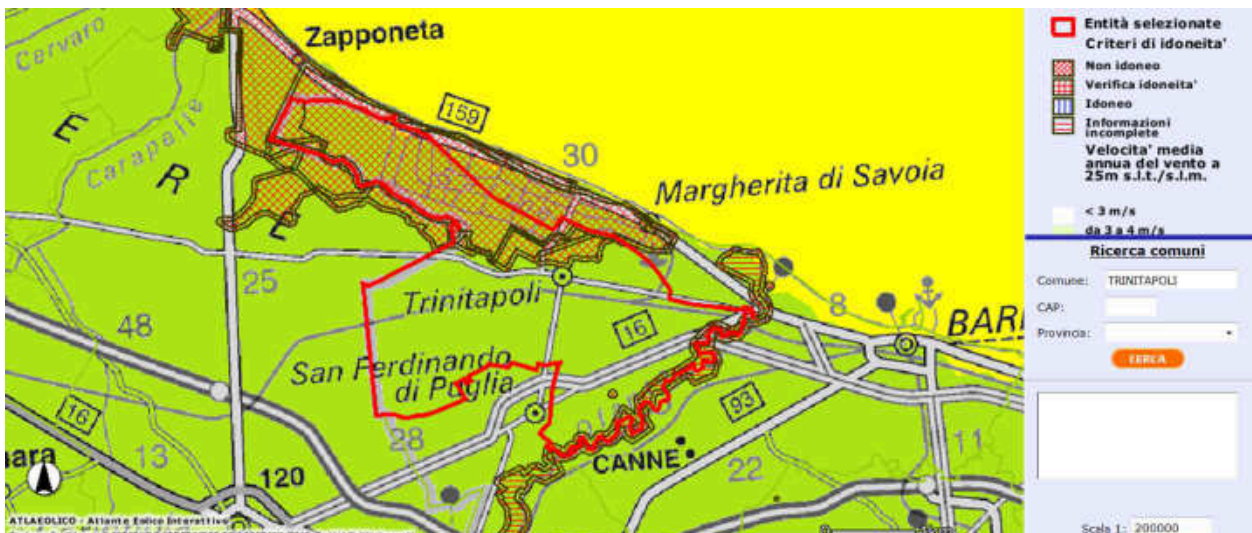 Cervaro
Zapponeta
Carapelle
E
R
L
159
30
Margherita di Savoia
25
Trinitapoli
48
16
San Ferdinando
di Puglia
8
BARI
16
28
93
13
120
CANNE
22
11
ATLAEOLICO - Atlante Eolico Interattivo
Entità selezionate
Criteri di idoneita'
Non idoneo
Verifica idoneita'
Idoneo
Informazioni
incomplete
Velocita' media
annua del vento a
25m s.l.t./s.l.m.
< 3 m/s
da 3 a 4 m/s
Ricerca comuni
Comune: TRINITAPOLI
CAP:
Provincia:
CERCA
Scala 1: 200000